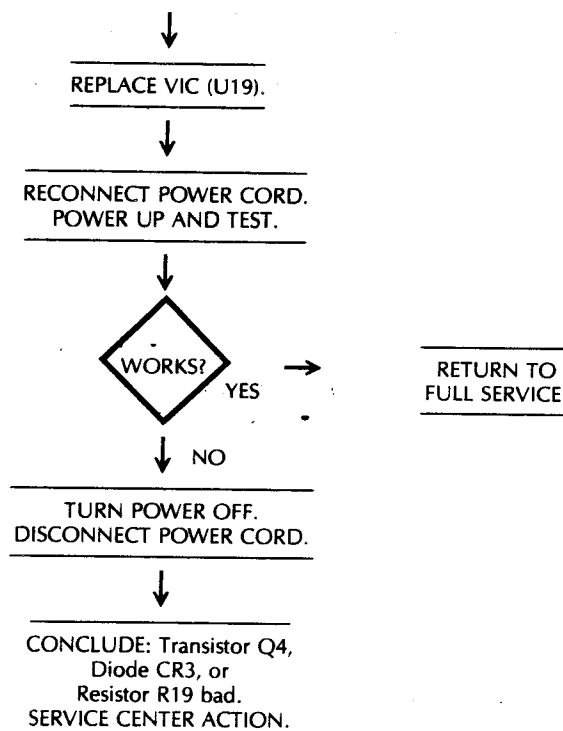 REPLACE VIC (U19).
RECONNECT POWER CORD.
POWER UP AND TEST.
WORKS?
YES
RETURN TO
FULL SERVICE
NO
TURN POWER OFF.
DISCONNECT POWER CORD.
CONCLUDE: Transistor Q4,
Diode CR3, or
Resistor R19 bad.
SERVICE CENTER ACTION.